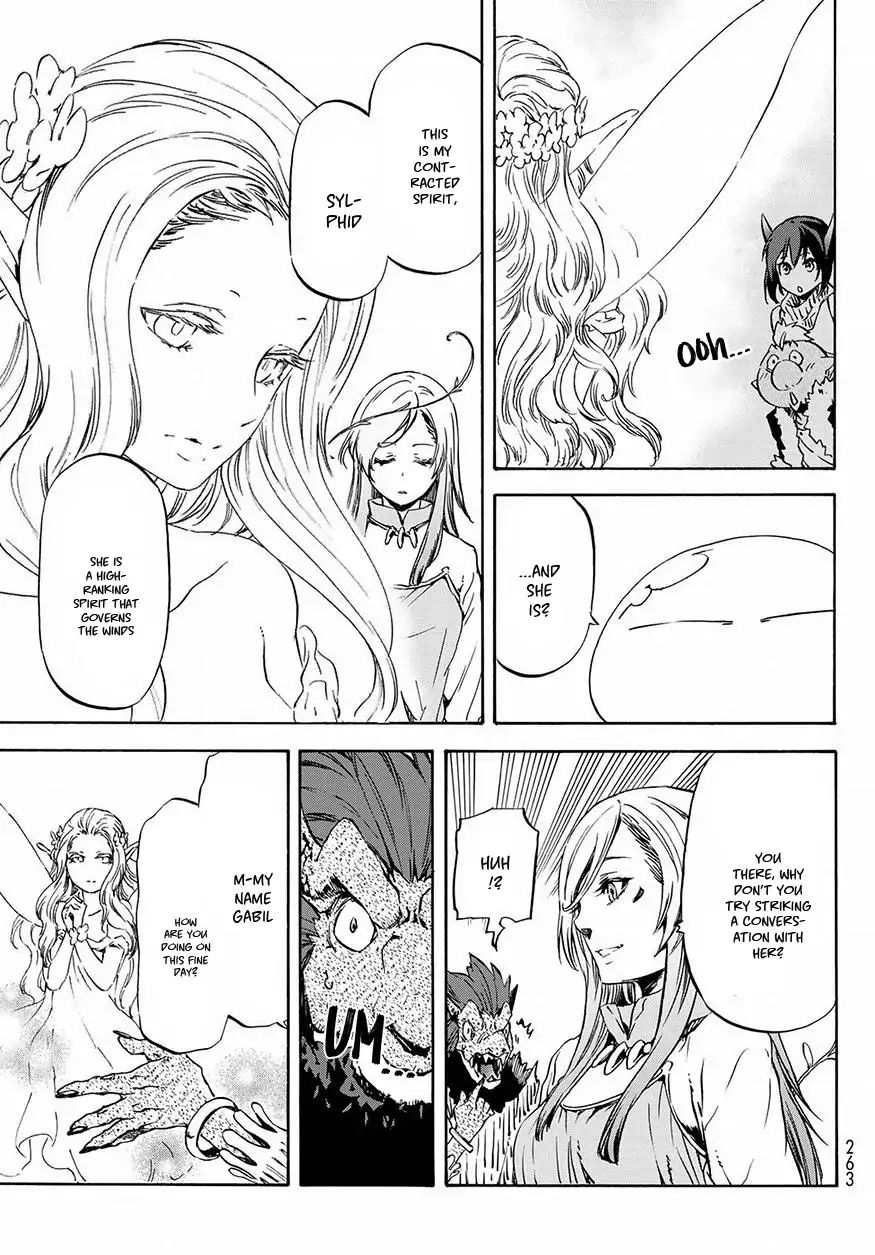 Ooh...
...AND
SHE
IS?
THIS
IS MY
CONT-
RACTED
SPIRIT,
SYL-
PHID
SHE IS
A HIGH-
RANKING
SPIRIT THAT
GOVERNS
THE WINDS
YOU
THERE, WHY
DON'T YOU
TRY STRIKING
A CONVERS-
ATION WITH
HER?
HUH
!?
UM
M-MY
NAME
GABIL
HOW
ARE YOU
DOING ON
THIS FINE
DAY?
263